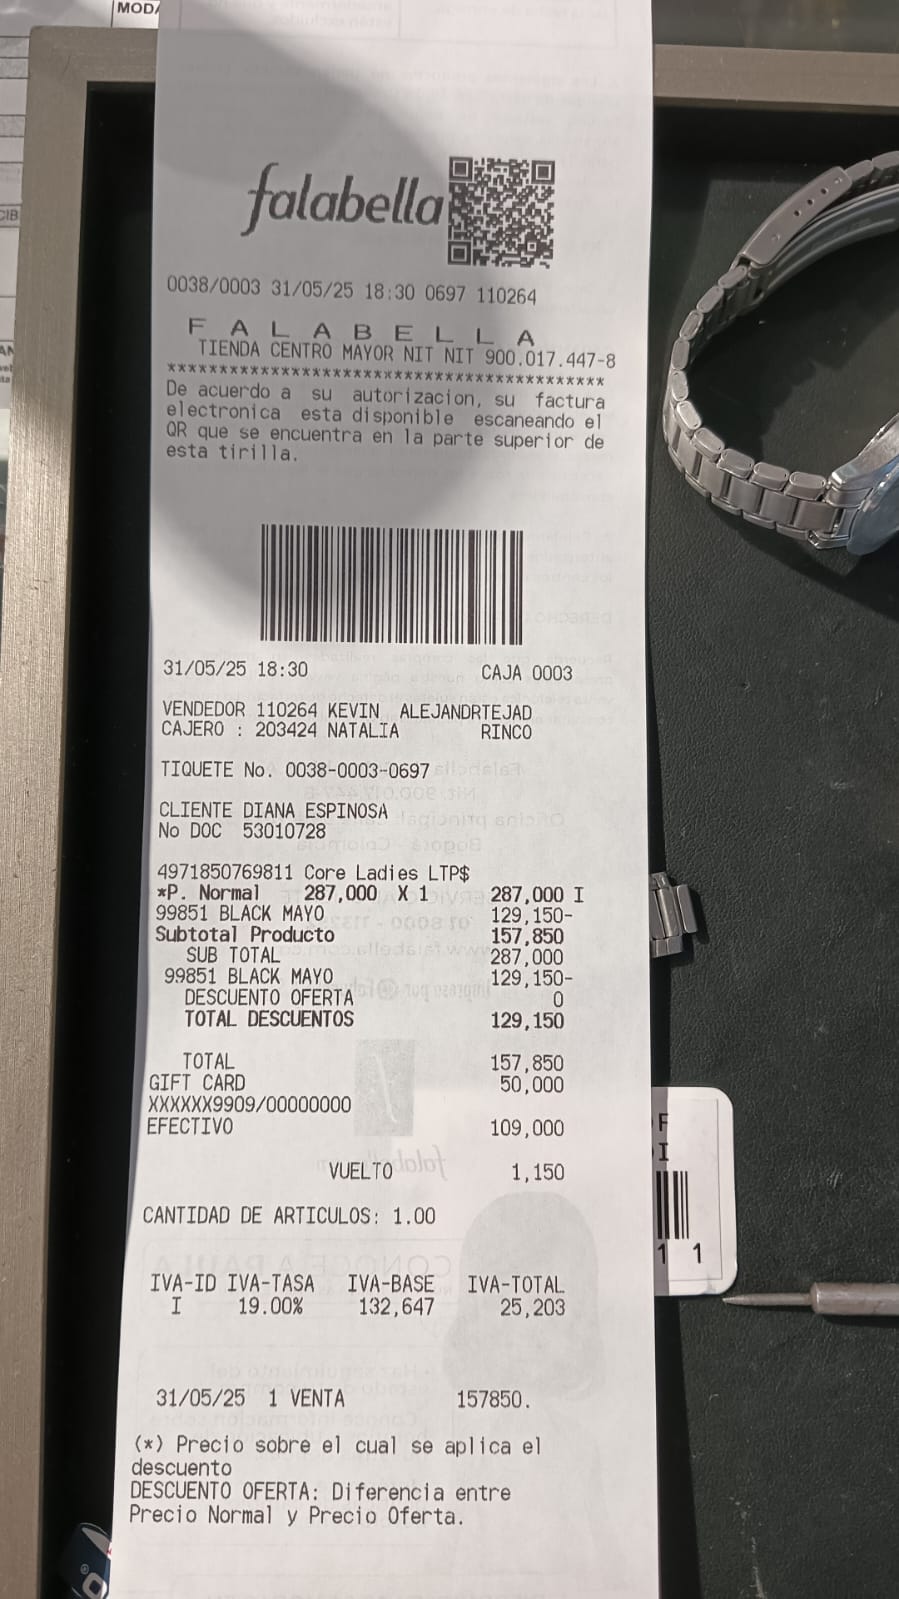 MODA
falabella
0038/0003 31/05/25 18:30 0697 110264
F A L A B E L L A
TIENDA CENTRO MAYOR NIT NIT 900.017.447-8
******************************************
De acuerdo a su autorizacion, su factura
electronica esta disponible escaneando el
QR que se encuentra en la parte superior de
esta tirilla.
31/05/25 18:30 CAJA 0003
VENDEDOR 110264 KEVIN ALEJANDRTEJAD
CAJERO : 203424 NATALIA RINCO
TIQUETE No. 0038-0003-0697
CLIENTE DIANA ESPINOSA
No DOC 53010728
4971850769811 Core Ladies LTP$
*P. Normal 287,000 X 1 287,000 I
99851 BLACK MAYO 129,150-
Subtotal Producto 157,850
SUB TOTAL 287,000
99851 BLACK MAYO 129,150-
DESCUENTO OFERTA 0
TOTAL DESCUENTOS 129,150
TOTAL 157,850
GIFT CARD 50,000
XXXXXX9909/00000000
EFECTIVO 109,000
VUELTO 1,150
CANTIDAD DE ARTICULOS: 1.00
IVA-ID IVA-TASA IVA-BASE IVA-TOTAL
I 19.00% 132,647 25,203
31/05/25 1 VENTA 157850.
(*) Precio sobre el cual se aplica el
descuento
DESCUENTO OFERTA: Diferencia entre
Precio Normal y Precio Oferta.
F
I
1 1